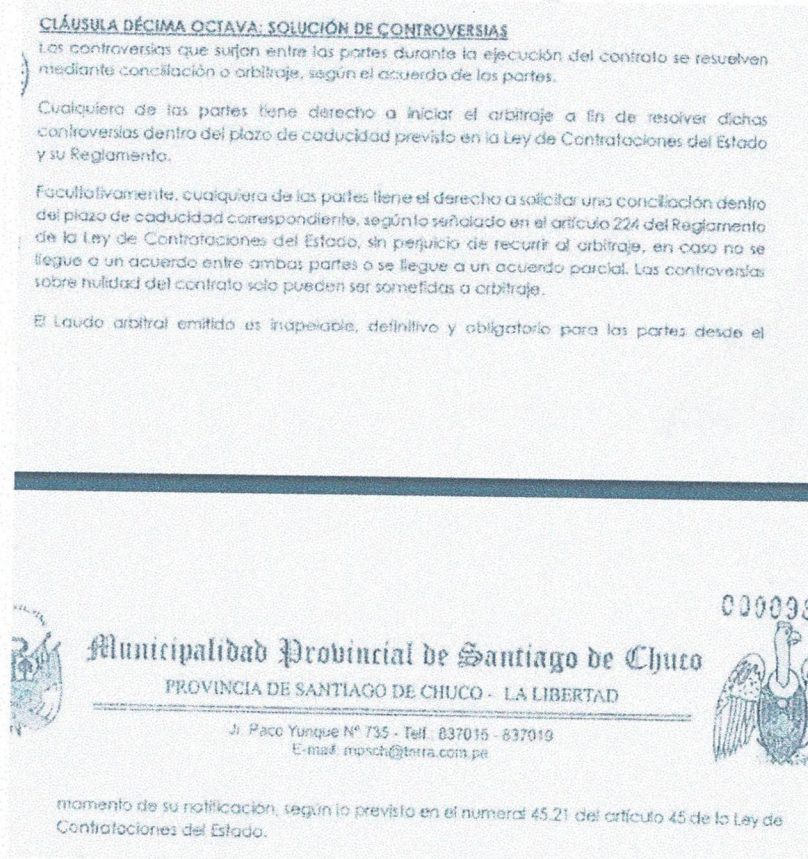 CLÁUSULA DÉCIMA OCTAVA: SOLUCIÓN DE CONTROVERSIAS
Las controversias que surjan entre las partes durante la ejecución del contrato se resuelven
mediante conciliación o arbitraje, según el acuerdo de las partes.
Cualquiera de las partes tiene derecho a iniciar el arbitraje a fin de resolver dichas
controversias dentro del plazo de caducidad previsto en la Ley de Contrataciones del Estado
y su Reglamento.
Facultativamente, cualquiera de las partes tiene el derecho a solicitar una conciliación dentro
del plazo de caducidad correspondiente, según lo señalado en el artículo 224 del Reglamento
de la Ley de Contrataciones del Estado, sin perjuicio de recurrir al arbitraje, en caso no se
llegue a un acuerdo entre ambas partes o se llegue a un acuerdo parcial. Las controversias
sobre nulidad del contrato solo pueden ser sometidas a arbitraje.
El Laudo arbitral emitido es inapelable, definitivo y obligatorio para las partes desde el
Municipalidad Provincial de Santiago de Chuco
PROVINCIA DE SANTIAGO DE CHUCO - LA LIBERTAD
Jr. Paco Yunque Nº 735 - Telf.: 837015 - 837019
E-mail: mpsch@terra.com.pe
momento de su notificación, según lo previsto en el numeral 45.21 del artículo 45 de la Ley de
Contrataciones del Estado.